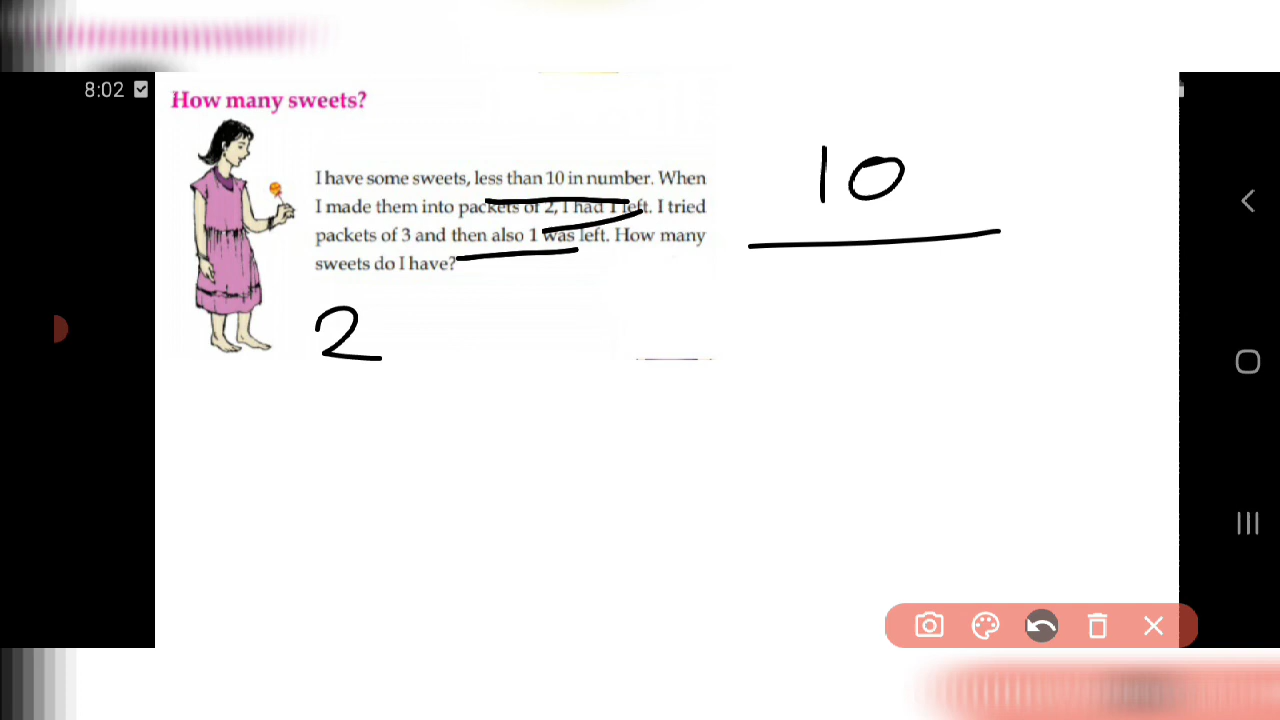 8:02
How many sweets?
I have some sweets, less than 10 in number. When
I made them into packets of 2, I had 1 left. I tried
packets of 3 and then also 1 was left. How many
sweets do I have?
10
2